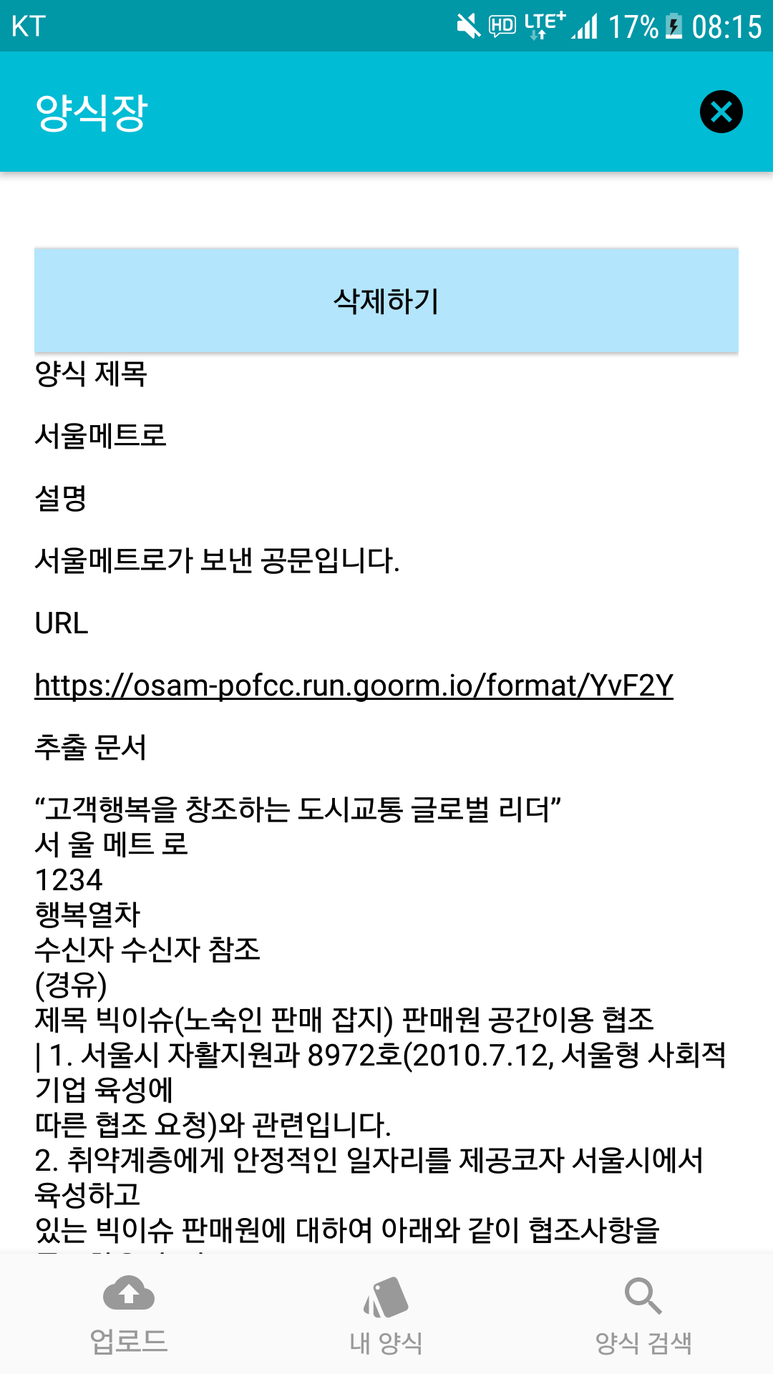 KT HD LTE+ 17% 08:15
양식장
삭제하기
양식 제목
서울메트로
설명
서울메트로가 보낸 공문입니다.
URL
https://osam-pofcc.run.goorm.io/format/YvF2Y
추출 문서
“고객행복을 창조하는 도시교통 글로벌 리더”
서 울 메트 로
1234
행복열차
수신자 수신자 참조
(경유)
제목 빅이슈(노숙인 판매 잡지) 판매원 공간이용 협조
| 1. 서울시 자활지원과 8972호(2010.7.12, 서울형 사회적
기업 육성에
따른 협조 요청)와 관련입니다.
2. 취약계층에게 안정적인 일자리를 제공코자 서울시에서
육성하고
있는 빅이슈 판매원에 대하여 아래와 같이 협조사항을
업로드
내 양식
양식 검색